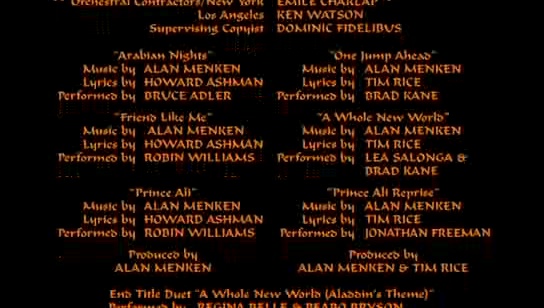 Orchestral Contractors/New York EMILE CHARLAP
Los Angeles KEN WATSON
Supervising Copyist DOMINIC FIDELIBUS
"Arabian Nights"
Music by ALAN MENKEN
Lyrics by HOWARD ASHMAN
Performed by BRUCE ADLER
"One Jump Ahead"
Music by ALAN MENKEN
Lyrics by TIM RICE
Performed by BRAD KANE
"Friend Like Me"
Music by ALAN MENKEN
Lyrics by HOWARD ASHMAN
Performed by ROBIN WILLIAMS
"A Whole New World"
Music by ALAN MENKEN
Lyrics by TIM RICE
Performed by LEA SALONGA &
BRAD KANE
"Prince Ali"
Music by ALAN MENKEN
Lyrics by HOWARD ASHMAN
Performed by ROBIN WILLIAMS
"Prince Ali Reprise"
Music by ALAN MENKEN
Lyrics by TIM RICE
Performed by JONATHAN FREEMAN
Produced by
ALAN MENKEN
Produced by
ALAN MENKEN & TIM RICE
End Title Duet "A Whole New World (Aladdin's Theme)"
Performed by REGINA BELLE & PEABO BRYSON